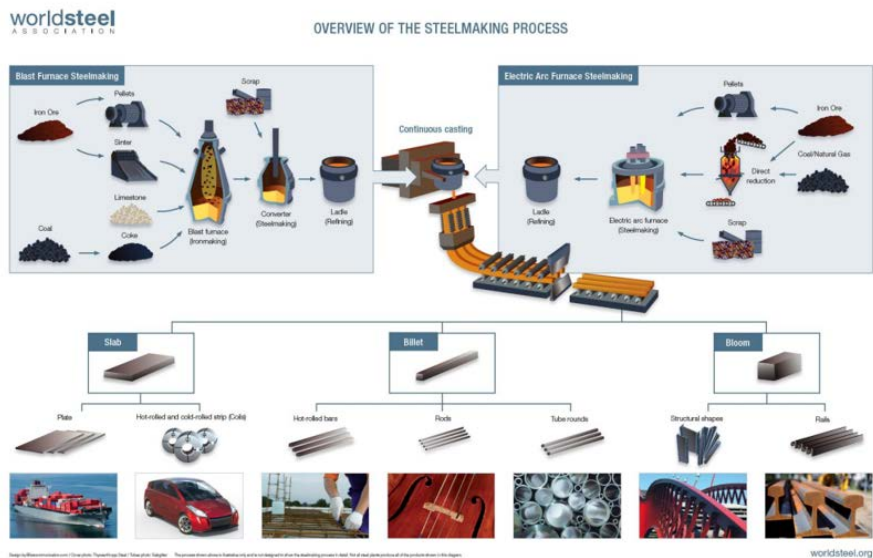 worldsteel
ASSOCIATION
OVERVIEW OF THE STEELMAKING PROCESS
Blast Furnace Steelmaking
Iron Ore
Pellets
Sinter
Limestone
Coal
Coke
Blast furnace
(Ironmaking)
Scrap
Converter
(Steelmaking)
Ladle
(Refining)
Continuous casting
Electric Arc Furnace Steelmaking
Pellets
Iron Ore
Coal/Natural Gas
Direct
reduction
Scrap
Electric arc furnace
(Steelmaking)
Ladle
(Refining)
Slab
Billet
Bloom
Plate
Hot-rolled and cold-rolled strip (Coils)
Hot-rolled bars
Rods
Tube rounds
Structural shapes
Rails
worldsteel.org